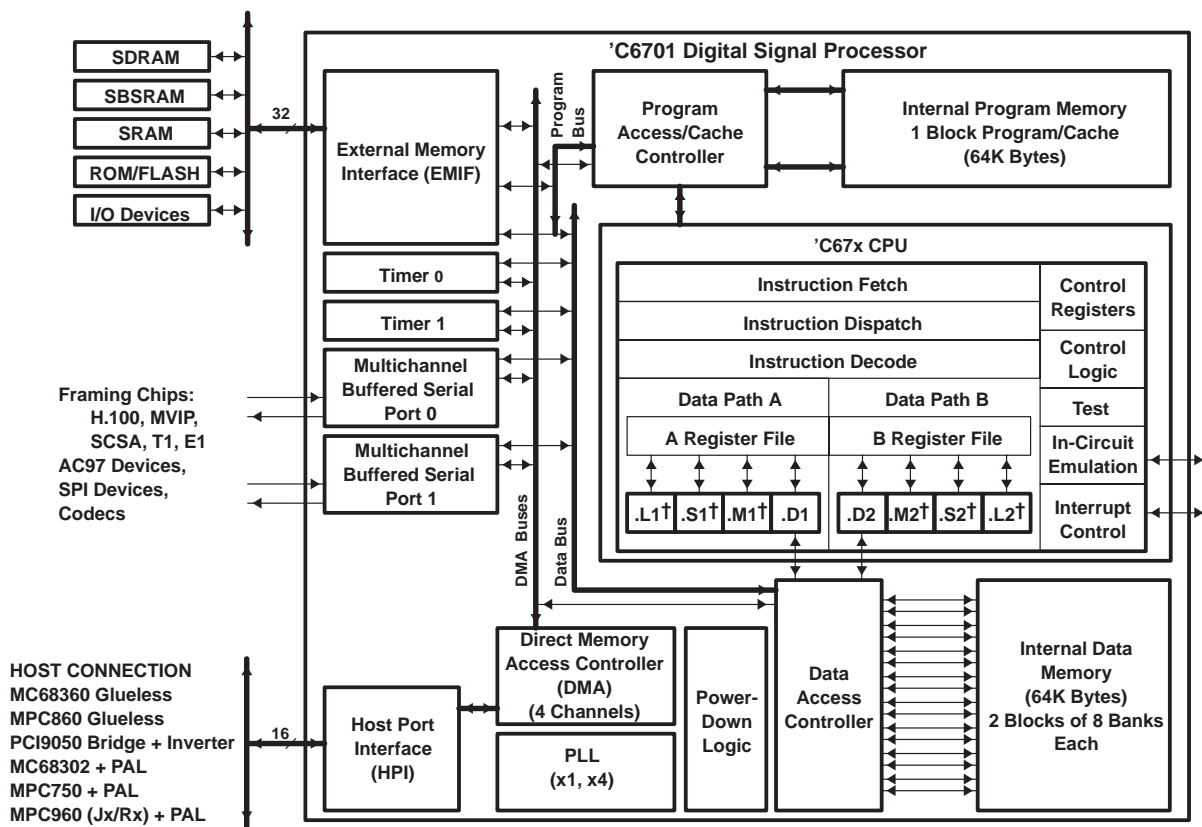 'C6701 Digital Signal Processor
SDRAM
SBSRAM
SRAM
ROM/FLASH
I/O Devices
32
External Memory
Interface (EMIF)
Program
Bus
Program
Access/Cache
Controller
Internal Program Memory
1 Block Program/Cache
(64K Bytes)
Timer 0
Timer 1
Multichannel
Buffered Serial
Port 0
Multichannel
Buffered Serial
Port 1
Framing Chips:
H.100, MVIP,
SCSA, T1, E1
AC97 Devices,
SPI Devices,
Codecs
DMA Buses
Data Bus
'C67x CPU
Instruction Fetch
Instruction Dispatch
Instruction Decode
Data Path A
Data Path B
A Register File
B Register File
.L1†
.S1†
.M1†
.D1
.D2
.M2†
.S2†
.L2†
Control
Registers
Control
Logic
Test
In-Circuit
Emulation
Interrupt
Control
HOST CONNECTION
MC68360 Glueless
MPC860 Glueless
PCI9050 Bridge + Inverter
MC68302 + PAL
MPC750 + PAL
MPC960 (Jx/Rx) + PAL
16
Host Port
Interface
(HPI)
Direct Memory
Access Controller
(DMA)
(4 Channels)
PLL
(x1, x4)
Power-
Down
Logic
Data
Access
Controller
Internal Data
Memory
(64K Bytes)
2 Blocks of 8 Banks
Each